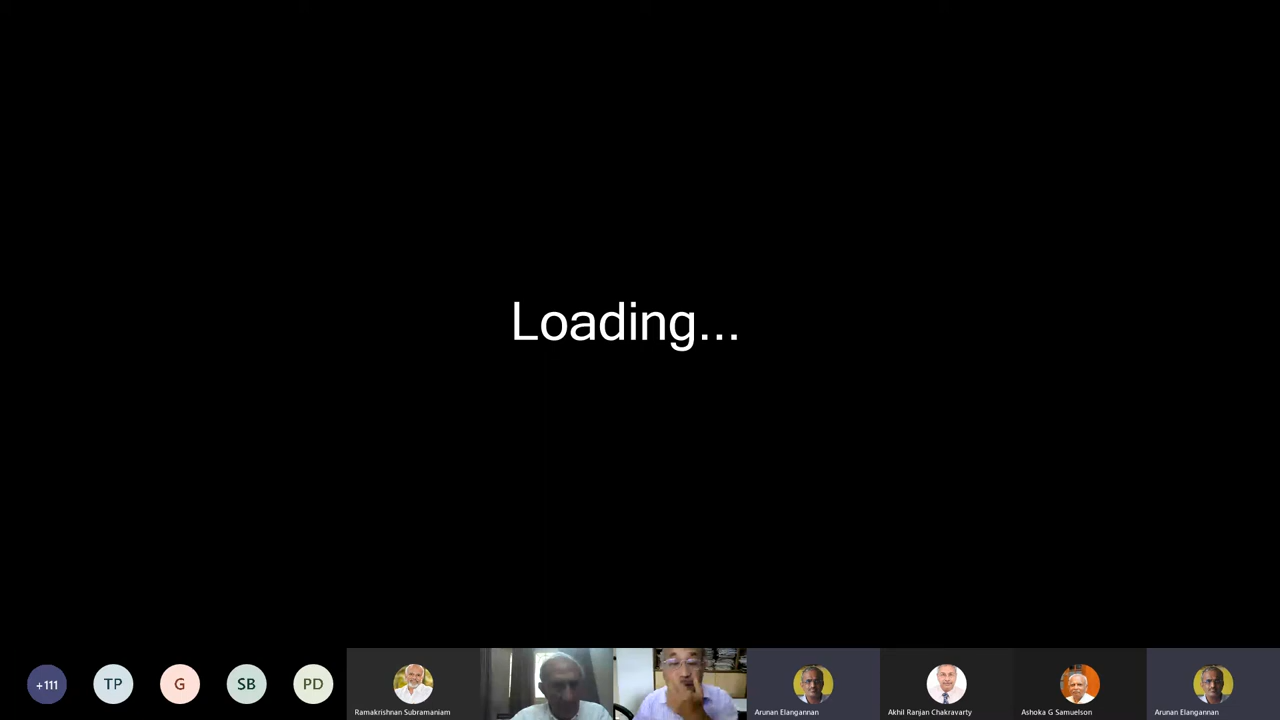 Loading...
+111
TP
G
SB
PD
Ramakrishnan Subramaniam
Arunan Elangannan
Akhil Ranjan Chakravarty
Ashoka G Samuelson
Arunan Elangannan